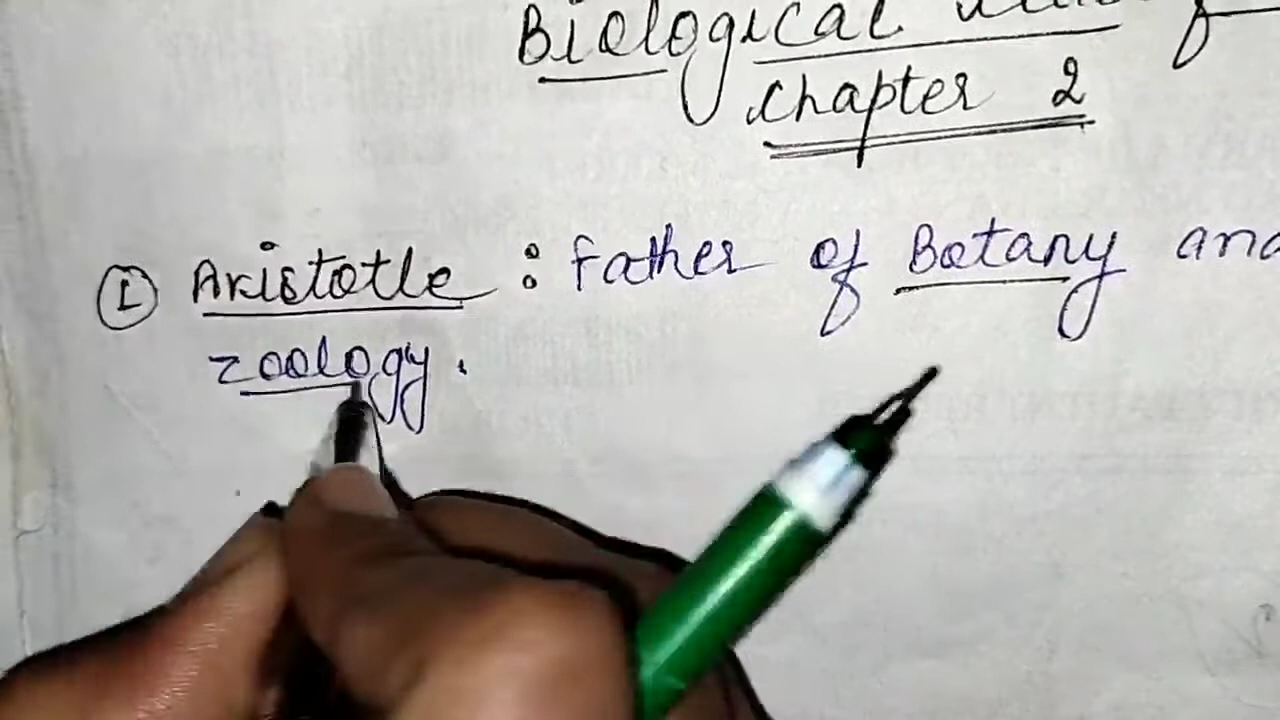 Biological
chapter 2
① Aristotle : Father of Botany and
zoology.